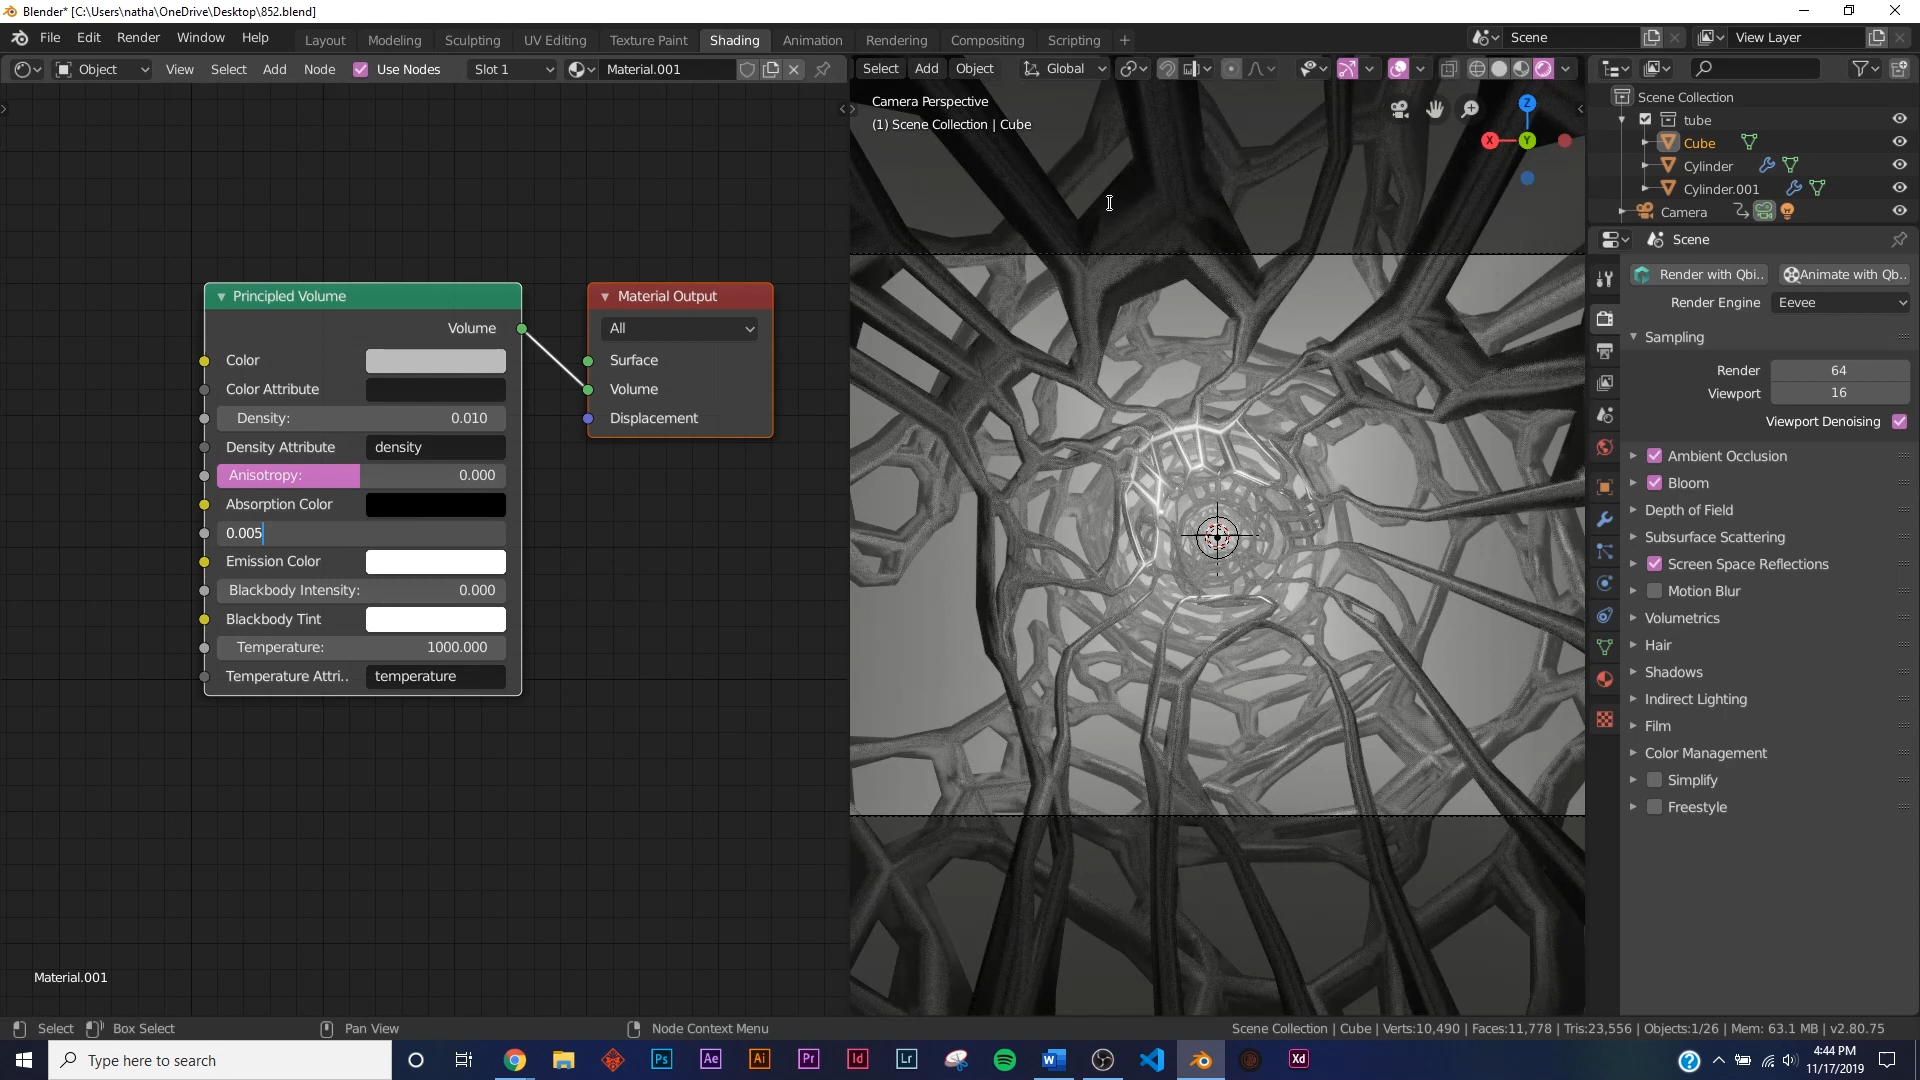 Blender* [C:\Users\natha\OneDrive\Desktop\852.blend]
File Edit Render Window Help
Layout Modeling Sculpting UV Editing Texture Paint Shading Animation Rendering Compositing Scripting +
Scene
View Layer
Object View Select Add Node Use Nodes Slot 1 Material.001
Select Add Object Global
Camera Perspective
(1) Scene Collection | Cube
Z
X
Y
Scene Collection
tube
Cube
Cylinder
Cylinder.001
Camera
Scene
Render with Qbi..
Animate with Qb..
Render Engine Eevee
Sampling
Render 64
Viewport 16
Viewport Denoising
Ambient Occlusion
Bloom
Depth of Field
Subsurface Scattering
Screen Space Reflections
Motion Blur
Volumetrics
Hair
Shadows
Indirect Lighting
Film
Color Management
Simplify
Freestyle
Principled Volume
Volume
Color
Color Attribute
Density: 0.010
Density Attribute density
Anisotropy: 0.000
Absorption Color
0.005
Emission Color
Blackbody Intensity: 0.000
Blackbody Tint
Temperature: 1000.000
Temperature Attri.. temperature
Material Output
All
Surface
Volume
Displacement
Material.001
Select Box Select Pan View Node Context Menu
Scene Collection | Cube | Verts:10,490 | Faces:11,778 | Tris:23,556 | Objects:1/26 | Mem: 63.1 MB | v2.80.75
Type here to search
Ps
Ae
Ai
Pr
Id
Lr
W
Xd
?
4:44 PM
11/17/2019